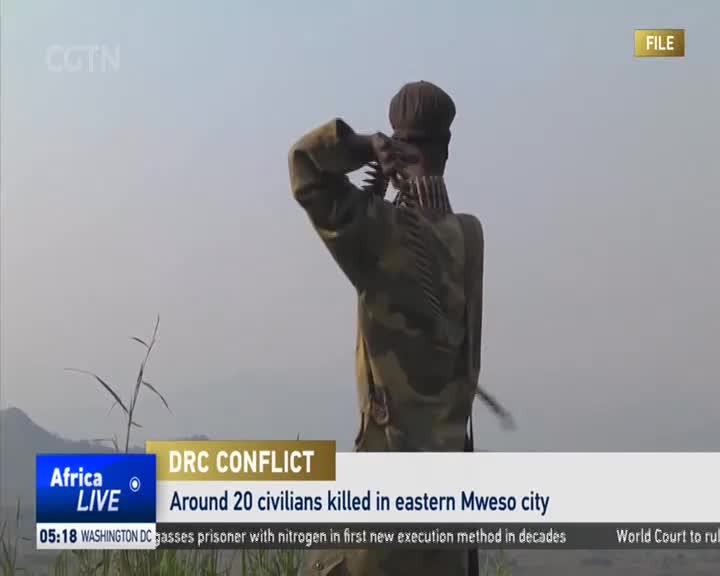 CGTN
FILE
DRC CONFLICT
Africa
LIVE
Around 20 civilians killed in eastern Mweso city
05:18 WASHINGTON DC
gasses prisoner with nitrogen in first new execution method in decades World Court to rul